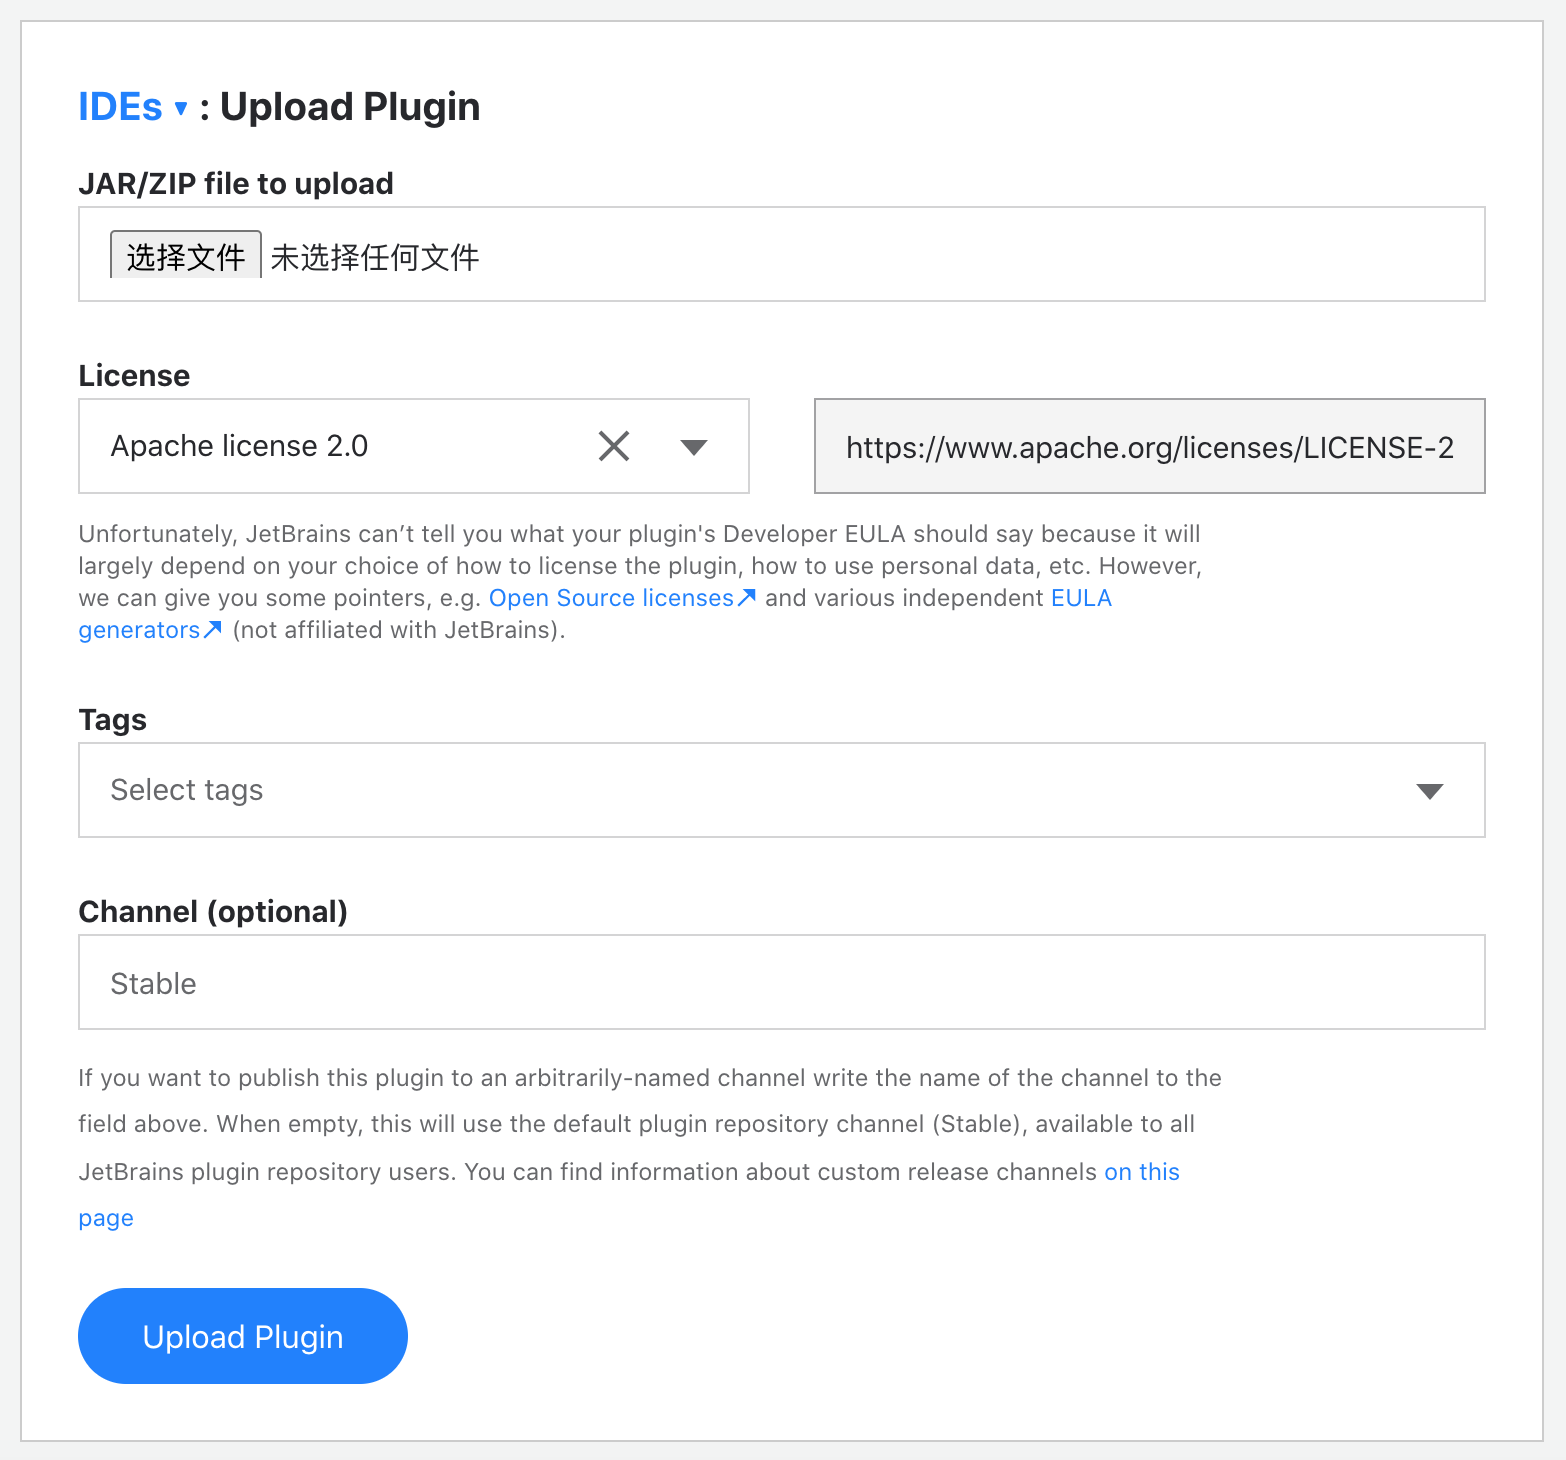 IDEs ▼ : Upload Plugin
JAR/ZIP file to upload
选择文件 未选择任何文件
License
Apache license 2.0
https://www.apache.org/licenses/LICENSE-2
Unfortunately, JetBrains can’t tell you what your plugin's Developer EULA should say because it will
largely depend on your choice of how to license the plugin, how to use personal data, etc. However,
we can give you some pointers, e.g. Open Source licenses↗ and various independent EULA
generators↗ (not affiliated with JetBrains).
Tags
Select tags
Channel (optional)
Stable
If you want to publish this plugin to an arbitrarily-named channel write the name of the channel to the
field above. When empty, this will use the default plugin repository channel (Stable), available to all
JetBrains plugin repository users. You can find information about custom release channels on this
page
Upload Plugin